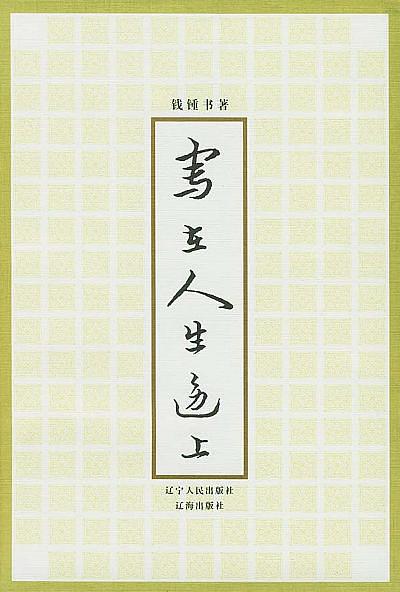 钱锺书著
写在人生边上
辽宁人民出版社
辽海出版社